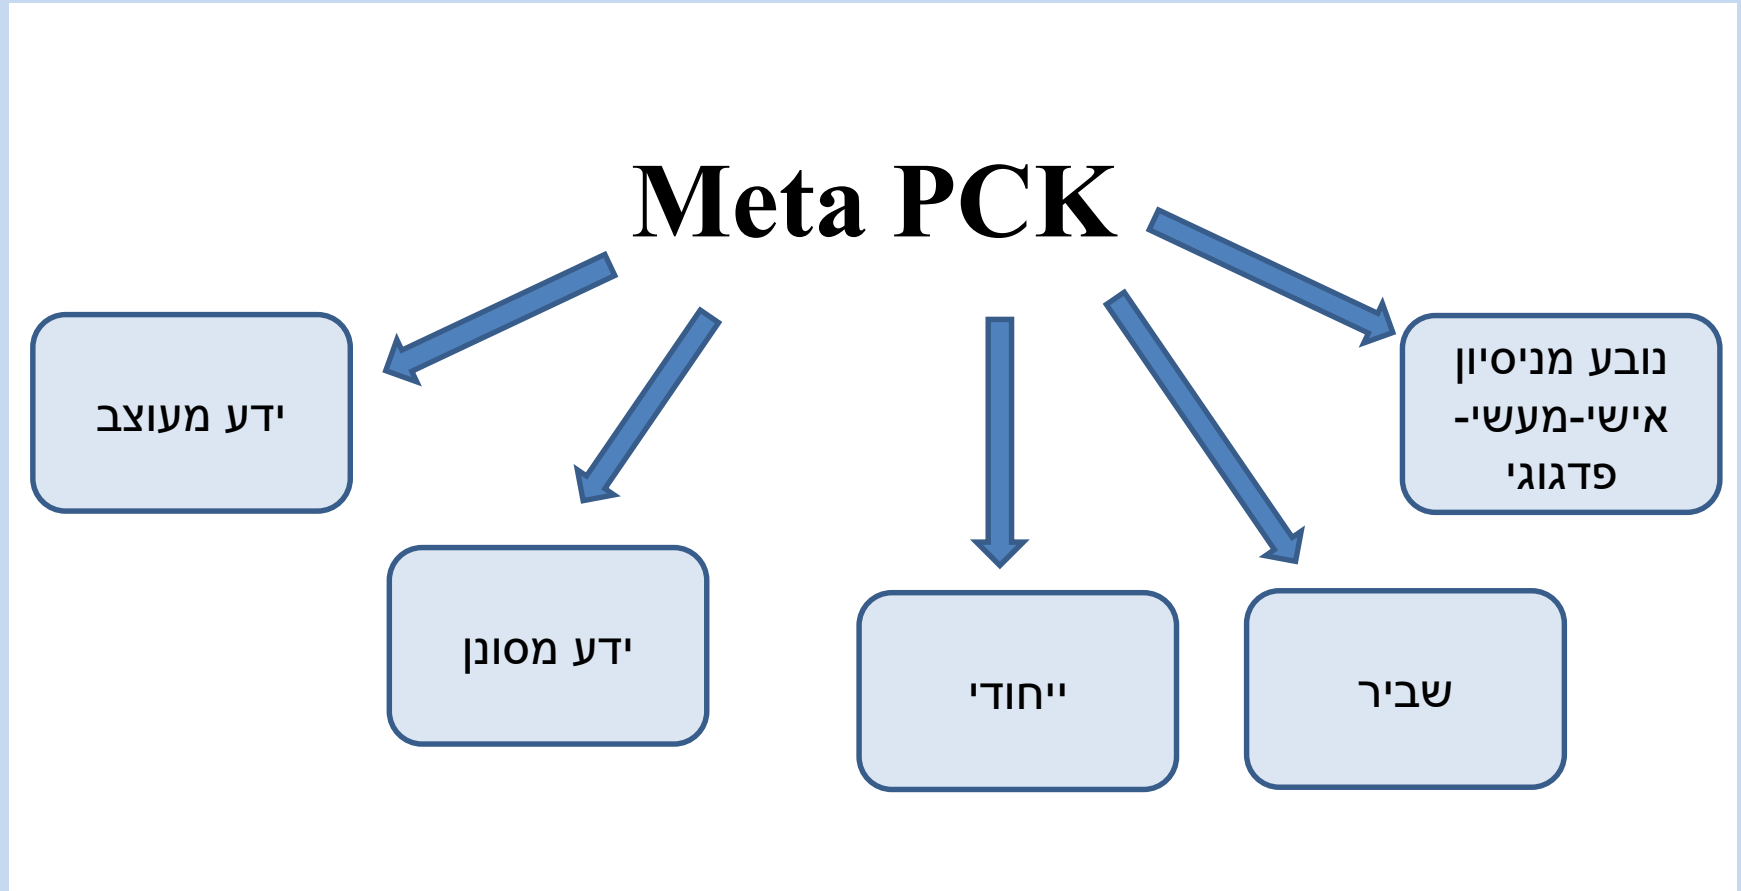 Meta PCK
נובע מניסיון
אישי-מעשי-
פדגוגי
שביר
ייחודי
ידע מסונן
ידע מעוצב